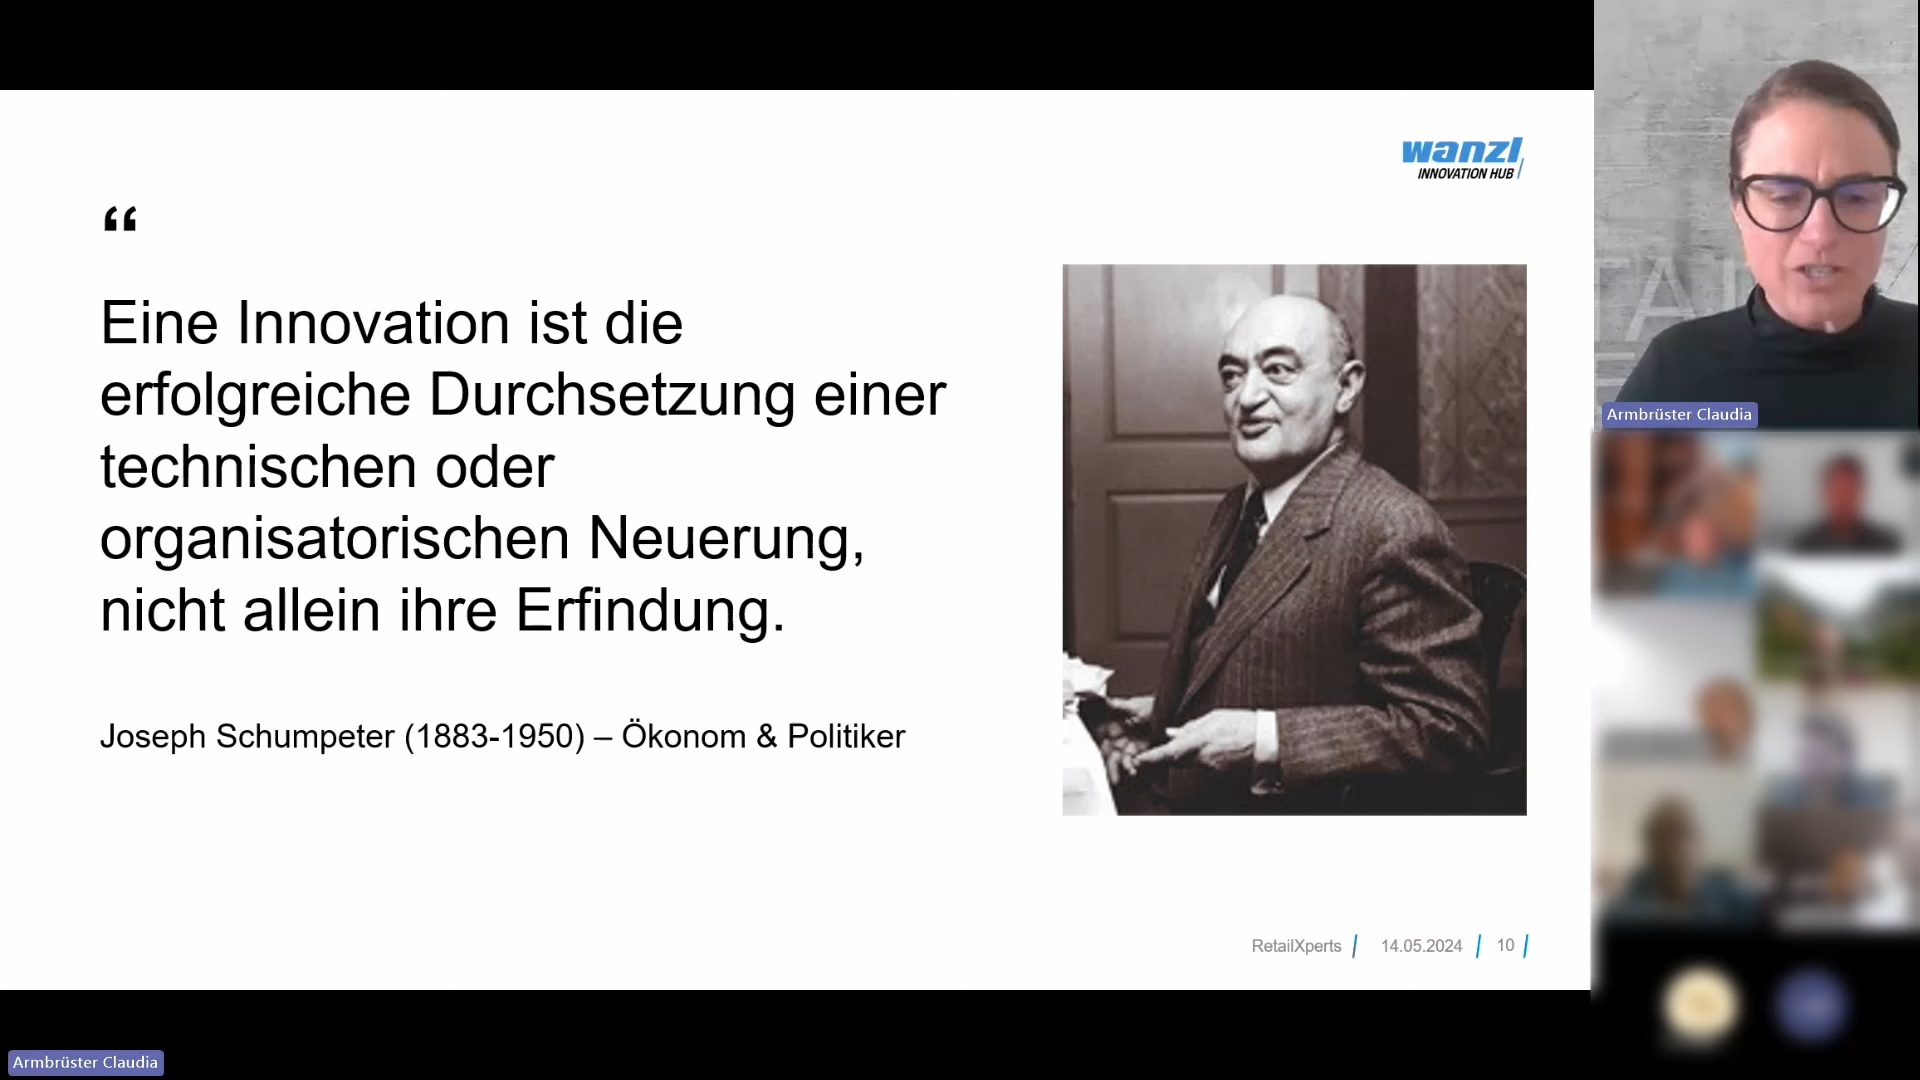 wanzl
INNOVATION HUB
“
Eine Innovation ist die
erfolgreiche Durchsetzung einer
technischen oder
organisatorischen Neuerung,
nicht allein ihre Erfindung.
Joseph Schumpeter (1883-1950) – Ökonom & Politiker
RetailXperts
14.05.2024
10
Armbrüster Claudia
Armbrüster Claudia